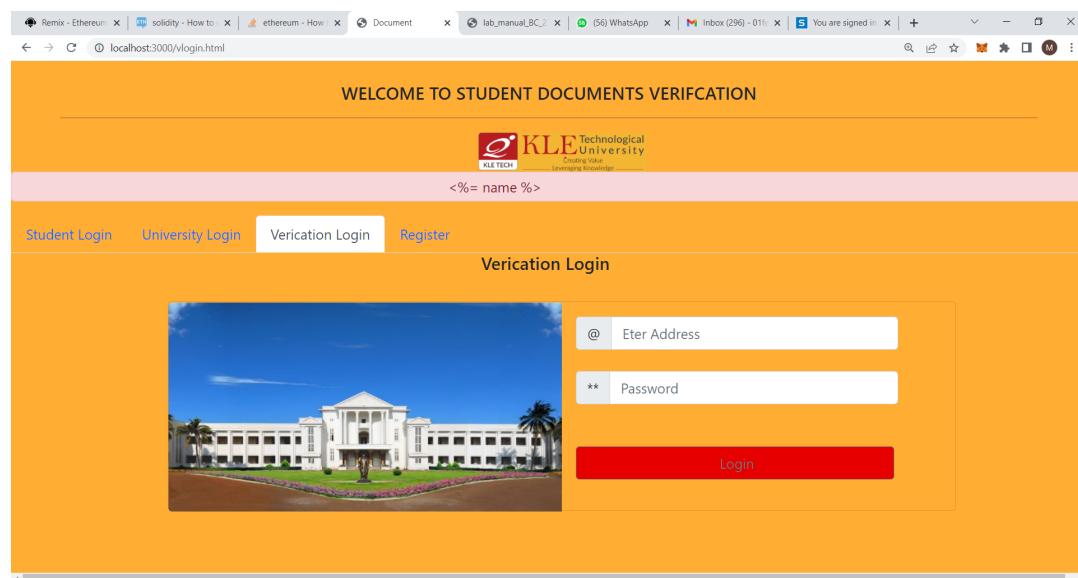 Remix - Ethereum
solidity - How to
ethereum - How
Document
lab_manual_BC_2
(56) WhatsApp
Inbox (296) - 01fe
You are signed in
localhost:3000/vlogin.html
M
WELCOME TO STUDENT DOCUMENTS VERIFCATION
KLE TECH
KLE Technological
University
Creating Value
Leveraging Knowledge
<%= name %>
Student Login University Login Verication Login Register
Verication Login
@ Eter Address
** Password
Login